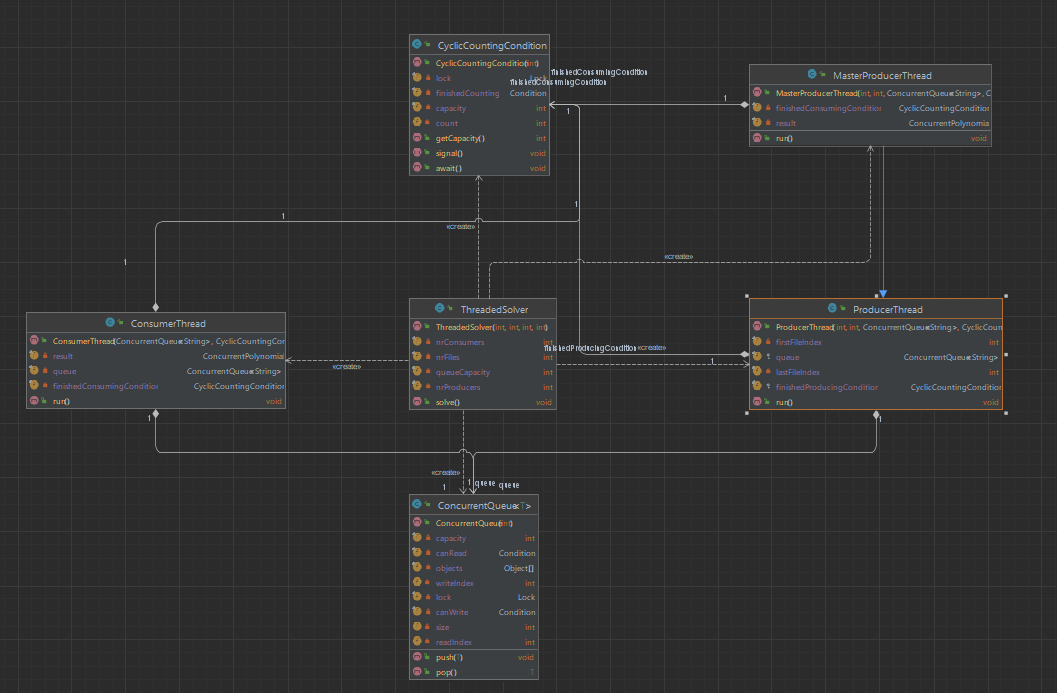 CyclicCountingCondition
CyclicCountingCondition(int)
lock Lock
finishedCounting Condition
capacity int
count int
getCapacity() int
signal() void
await() void
finishedConsumingCondition
finishedConsumingCondition
MasterProducerThread
MasterProducerThread(int, int, ConcurrentQueue<String>, C
finishedConsumingCondition CyclicCountingCondition
result ConcurrentPolynomia
run() void
1
1
1
1
1
«create»
«create»
ConsumerThread
ConsumerThread(ConcurrentQueue<String>, CyclicCountingCor
result ConcurrentPolynomia
queue ConcurrentQueue<String>
finishedConsumingCondition CyclicCountingCondition
run() void
ThreadedSolver
ThreadedSolver(int, int, int, int)
nrConsumers int
nrFiles int
queueCapacity int
nrProducers int
solve() void
finishedProducingCondition
«create»
«create»
1
ProducerThread
ProducerThread(int, int, ConcurrentQueue<String>, CyclicCoun
firstFileIndex int
queue ConcurrentQueue<String>
lastFileIndex int
finishedProducingCondition CyclicCountingCondition
run() void
1
1
«create»
1
1
queue queue
ConcurrentQueue<T>
ConcurrentQueue(int)
capacity int
canRead Condition
objects Object[]
writeIndex int
lock Lock
canWrite Condition
size int
readIndex int
push(T) void
pop() T